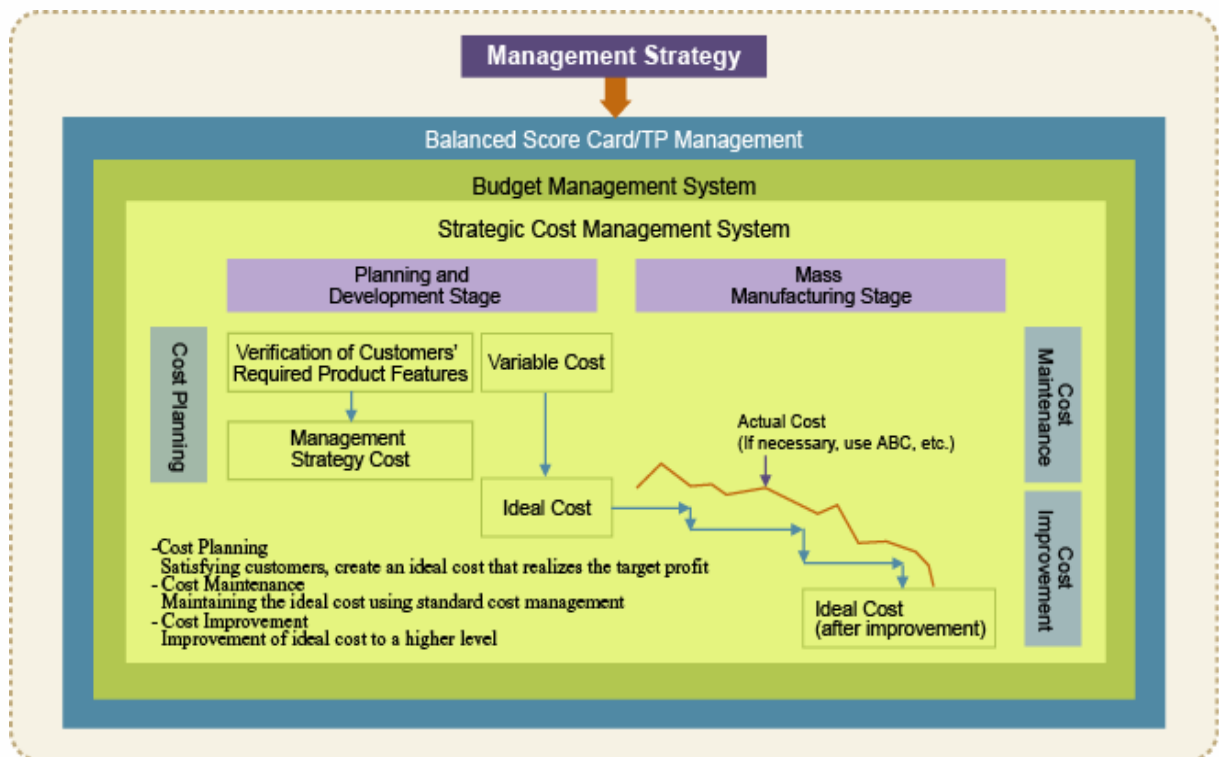 Management Strategy
Balanced Score Card/TP Management
Budget Management System
Strategic Cost Management System
Planning and
Development Stage
Mass
Manufacturing Stage
Cost Planning
Verification of Customers'
Required Product Features
Variable Cost
Management
Strategy Cost
Ideal Cost
Actual Cost
(If necessary, use ABC, etc.)
Cost
Maintenance
Cost
Improvement
Ideal Cost
(after improvement)
-Cost Planning
Satisfying customers, create an ideal cost that realizes the target profit
- Cost Maintenance
Maintaining the ideal cost using standard cost management
- Cost Improvement
Improvement of ideal cost to a higher level